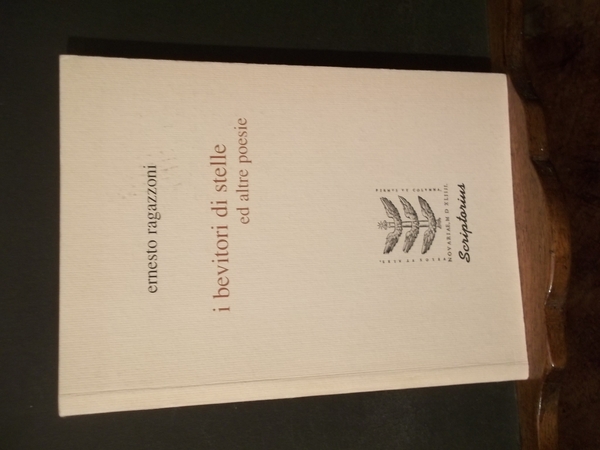 ernesto ragazzoni
i bevitori di stelle
ed altre poesie
Scriptorius